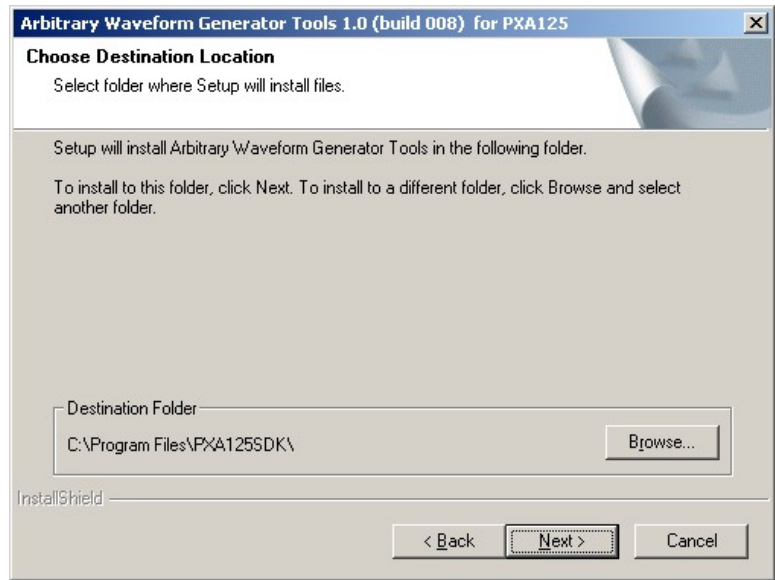 Arbitrary Waveform Generator Tools 1.0 (build 008) for PXA125
Choose Destination Location
Select folder where Setup will install files.
Setup will install Arbitrary Waveform Generator Tools in the following folder.
To install to this folder, click Next. To install to a different folder, click Browse and select
another folder.
Destination Folder
C:\Program Files\PXA125SDK\
Browse...
InstallShield
< Back
Next >
Cancel